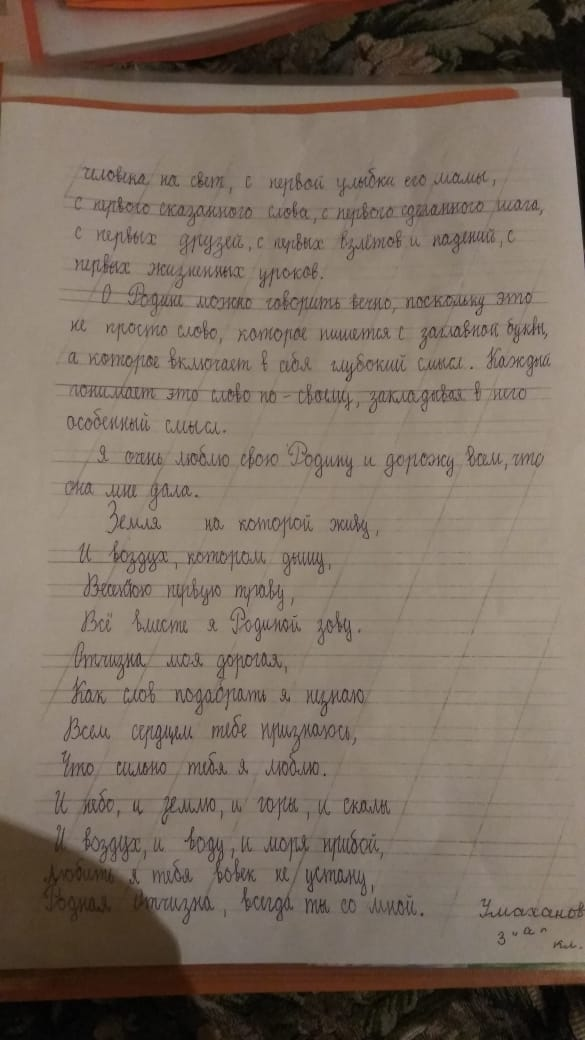 человека на свет, с первой улыбки его мамы,
с первого сказанного слова, с первого сделанного шага,
с первых друзей, с первых взлётов и падений, с
первых жизненных уроков.
О Родине можно говорить вечно, поскольку это
не просто слово, которое пишется с заглавной буквы,
а которое включает в себя глубокий смысл. Каждый
понимает это слово по-своему, закладывая в него
особенный смысл.
Я очень люблю свою Родину и дорожу всем, что
она мне дала.
Земля на которой живу,
И воздух, котором дышу,
Весеннюю первую траву,
Всё вместе я Родиной зову.
Отчизна моя дорогая,
Как слов подабрать я незнаю
Всем сердцем тебе признаюсь,
Что сильно тебя я люблю.
И небо, и землю, и горы, и скалы
И воздух, и воду, и моря прибой,
Любить я тебя вовек не устану,
Родная Отчизна, всегда ты со мной.
Умаханов
3 "а" кл.